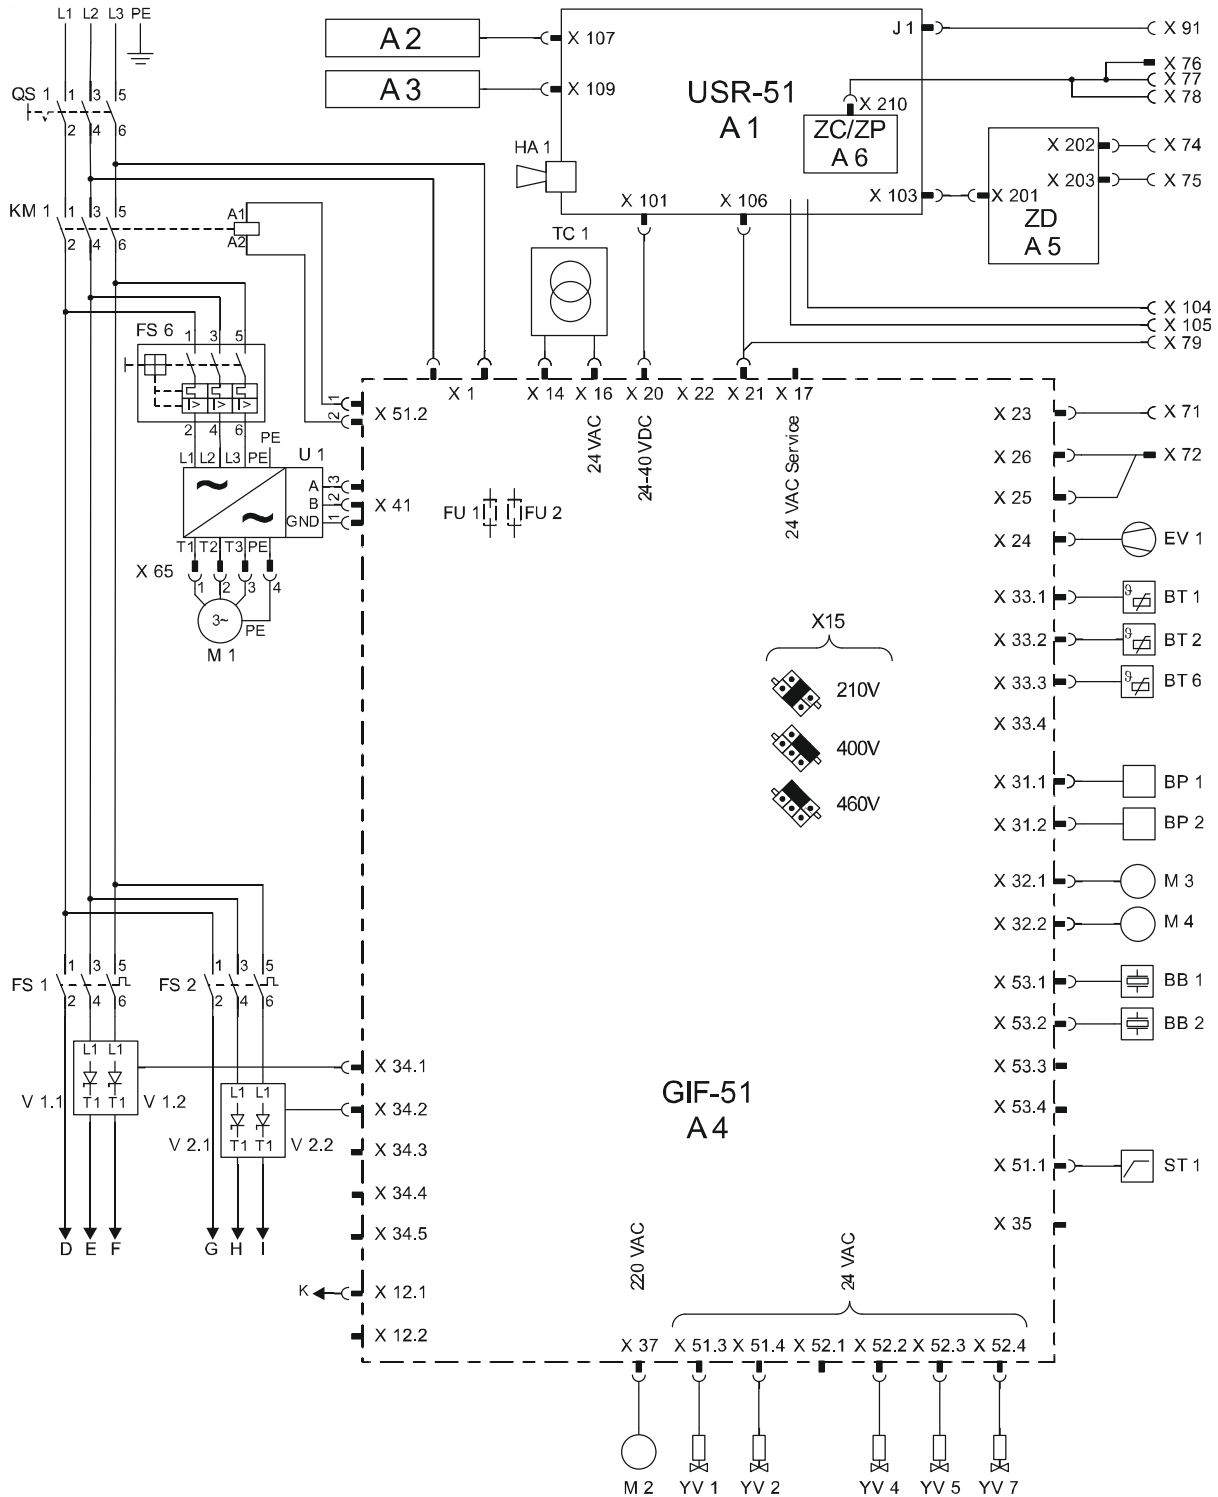 L1 L2 L3 PE
A 2
X 107
J 1
X 91
A 3
X 109
USR-51
A 1
X 76
X 77
X 78
X 210
ZC/ZP
A 6
QS 1
1 3 5
2 4 6
HA 1
X 202
X 74
X 203
X 75
X 103
X 201
ZD
A 5
X 101
X 106
KM 1
1 3 5
2 4 6
A1
A2
TC 1
X 104
X 105
X 79
FS 6
1 3 5
I> I> I>
2 4 6
X 1
X 14
X 16
X 20
X 22
X 21
X 17
24 VAC
24-40 VDC
24 VAC Service
1
2
X 51.2
X 23
X 71
X 26
X 72
X 25
PE
L1 L2 L3 PE
U 1
A 3
B 2
GND 1
X 41
FU 1
FU 2
X 24
EV 1
T1 T2 T3 PE
X 65
1 2 3 4
3~
PE
M 1
X 33.1
ϑ
BT 1
X 33.2
ϑ
BT 2
X 33.3
ϑ
BT 6
X 33.4
X15
210V
400V
460V
X 31.1
BP 1
X 31.2
BP 2
X 32.1
M 3
X 32.2
M 4
X 53.1
BB 1
X 53.2
BB 2
X 53.3
X 53.4
X 51.1
ST 1
X 35
FS 1
1 3 5
2 4 6
FS 2
1 3 5
2 4 6
L1 L1
T1 T1
V 1.1
V 1.2
L1 L1
T1 T1
V 2.1
V 2.2
X 34.1
X 34.2
X 34.3
X 34.4
X 34.5
GIF-51
A 4
D E F
G H I
K
X 12.1
X 12.2
220 VAC
24 VAC
X 37
X 51.3
X 51.4
X 52.1
X 52.2
X 52.3
X 52.4
M 2
YV 1
YV 2
YV 4
YV 5
YV 7